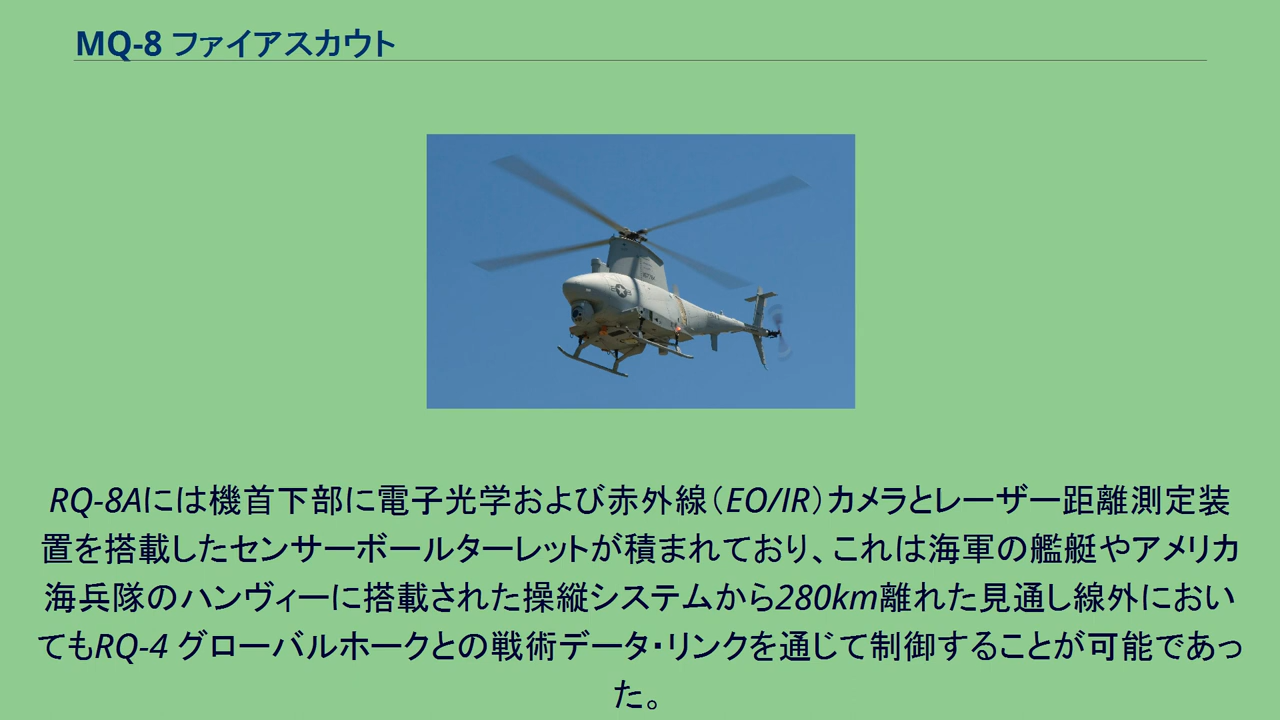 MQ-8 ファイアスカウト
RQ-8Aには機首下部に電子光学および赤外線（EO/IR）カメラとレーザー距離測定装
置を搭載したセンサーボールターレットが積まれており、これは海軍の艦艇やアメリカ
海兵隊のハンヴィーに搭載された操縦システムから280km離れた見通し線外におい
てもRQ-4 グローバルホークとの戦術データ・リンクを通じて制御することが可能であっ
た。